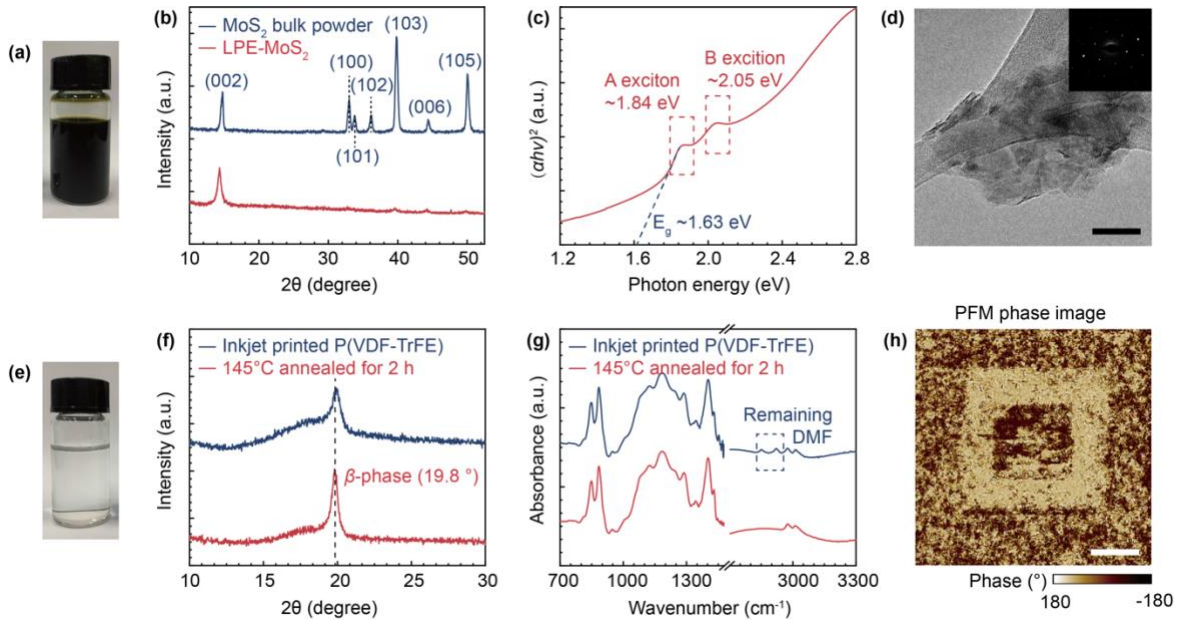 (a)
(b)
MoS2 bulk powder
LPE-MoS2
(002)
(100)
(101)
(102)
(103)
(006)
(105)
Intensity (a.u.)
10 20 30 40 50
2θ (degree)
(c)
A exciton
~1.84 eV
B excition
~2.05 eV
Eg ~1.63 eV
(αhv)²
(a.u.)
1.2 1.6 2.0 2.4 2.8
Photon energy (eV)
(d)
(e)
(f)
Inkjet printed P(VDF-TrFE)
145°C annealed for 2 h
β-phase (19.8 °)
Intensity (a.u.)
10 15 20 25 30
2θ (degree)
(g)
Inkjet printed P(VDF-TrFE)
145°C annealed for 2 h
Remaining
DMF
Absorbance (a.u.)
700 1000 1300 3000 3300
Wavenumber (cm⁻¹)
PFM phase image
(h)
Phase (°)
180 -180